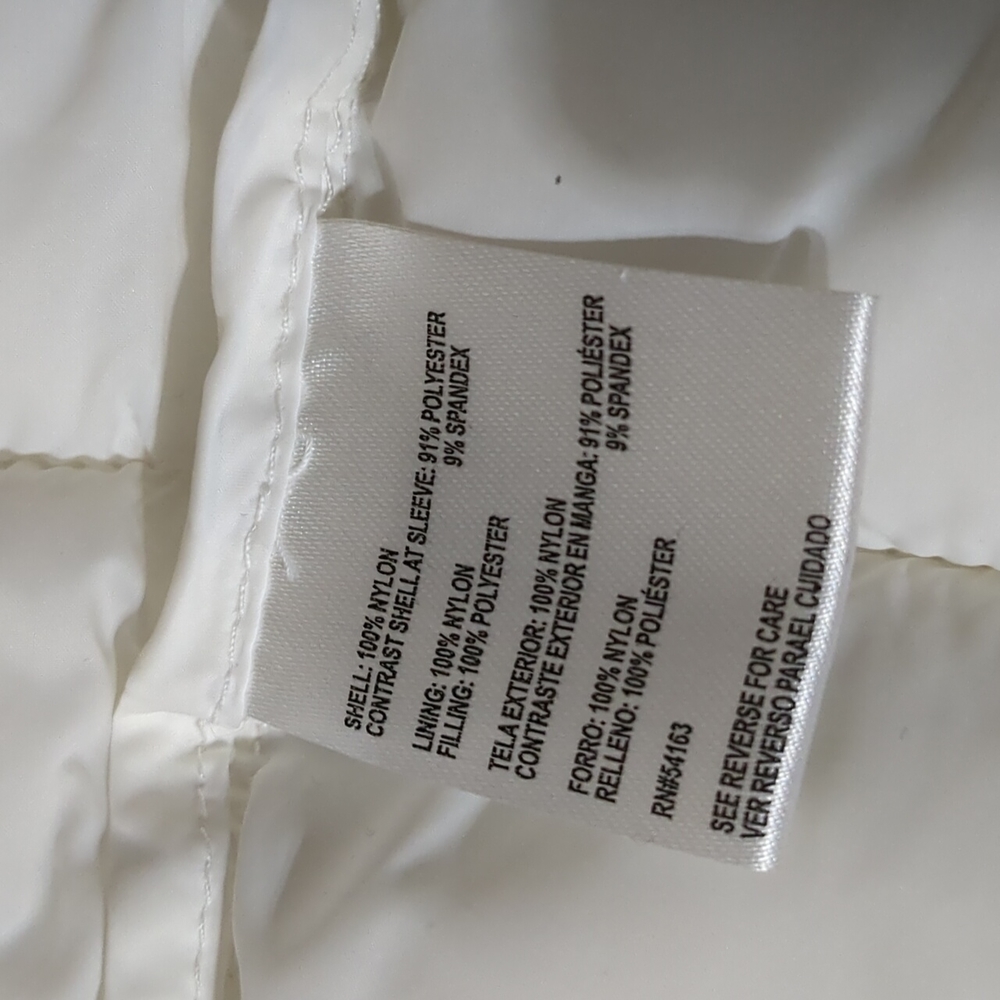 SHELL: 100% NYLON
CONTRAST SHELL AT SLEEVE: 91% POLYESTER
9% SPANDEX
LINING: 100% NYLON
FILLING: 100% POLYESTER
TELA EXTERIOR: 100% NYLON
CONTRASTE EXTERIOR EN MANGA: 91% POLIÉSTER
9% SPANDEX
FORRO: 100% NYLON
RELLENO: 100% POLIÉSTER
RN#54163
SEE REVERSE FOR CARE
VER REVERSO PARA EL CUIDADO